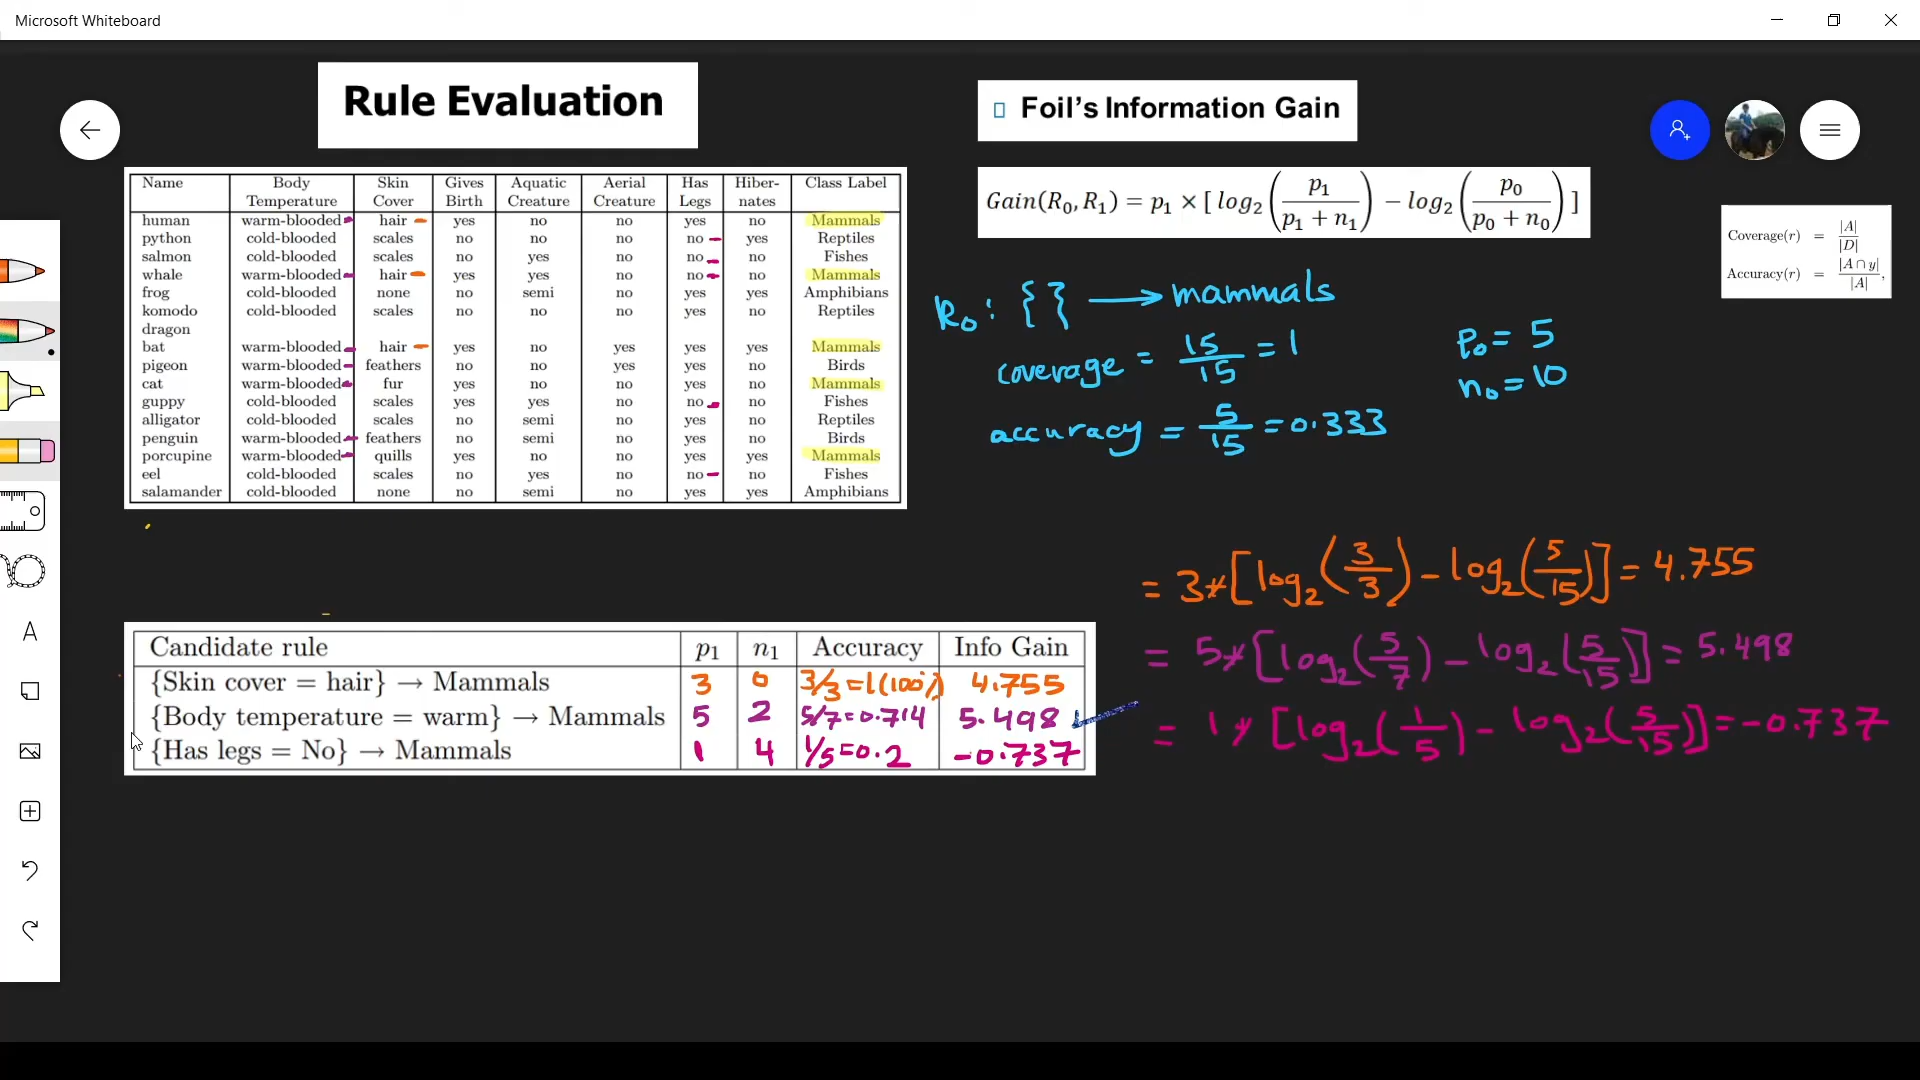 Microsoft Whiteboard
Rule Evaluation
Foil's Information Gain
Name Body Temperature Skin Cover Gives Birth Aquatic Creature Aerial Creature Has Legs Hiber- nates Class Label
human warm-blooded hair yes no no yes no Mammals
python cold-blooded scales no no no no yes Reptiles
salmon cold-blooded scales no yes no no no Fishes
whale warm-blooded hair yes yes no no no Mammals
frog cold-blooded none no semi no yes yes Amphibians
komodo cold-blooded scales no no no yes no Reptiles
dragon
bat warm-blooded hair yes no yes yes yes Mammals
pigeon warm-blooded feathers no no yes yes no Birds
cat warm-blooded fur yes no no yes no Mammals
guppy cold-blooded scales yes yes no no no Fishes
alligator cold-blooded scales no semi no yes no Reptiles
penguin warm-blooded feathers no semi no yes no Birds
porcupine warm-blooded quills yes no no yes yes Mammals
eel cold-blooded scales no yes no no no Fishes
salamander cold-blooded none no semi no yes yes Amphibians
Gain(R₀, R₁) = p₁ × [ log₂ (p₁ / (p₁ + n₁)) − log₂ (p₀ / (p₀ + n₀)) ]
Coverage(r) = |A| / |D|
Accuracy(r) = |A ∩ y| / |A|,
R₀ : { } → mammals
coverage = 15/15 = 1
accuracy = 5/15 = 0.333
p₀ = 5
n₀ = 10
Candidate rule p₁ n₁ Accuracy Info Gain
{Skin cover = hair} → Mammals 3 0 3/3=1(100%) 4.755
{Body temperature = warm} → Mammals 5 2 5/7=0.714 5.498
{Has legs = No} → Mammals 1 4 1/5=0.2 -0.737
= 3*[log₂(3/3) - log₂(5/15)] = 4.755
= 5*[log₂(5/7) - log₂(5/15)] = 5.498
= 1*[log₂(1/5) - log₂(5/15)] = -0.737